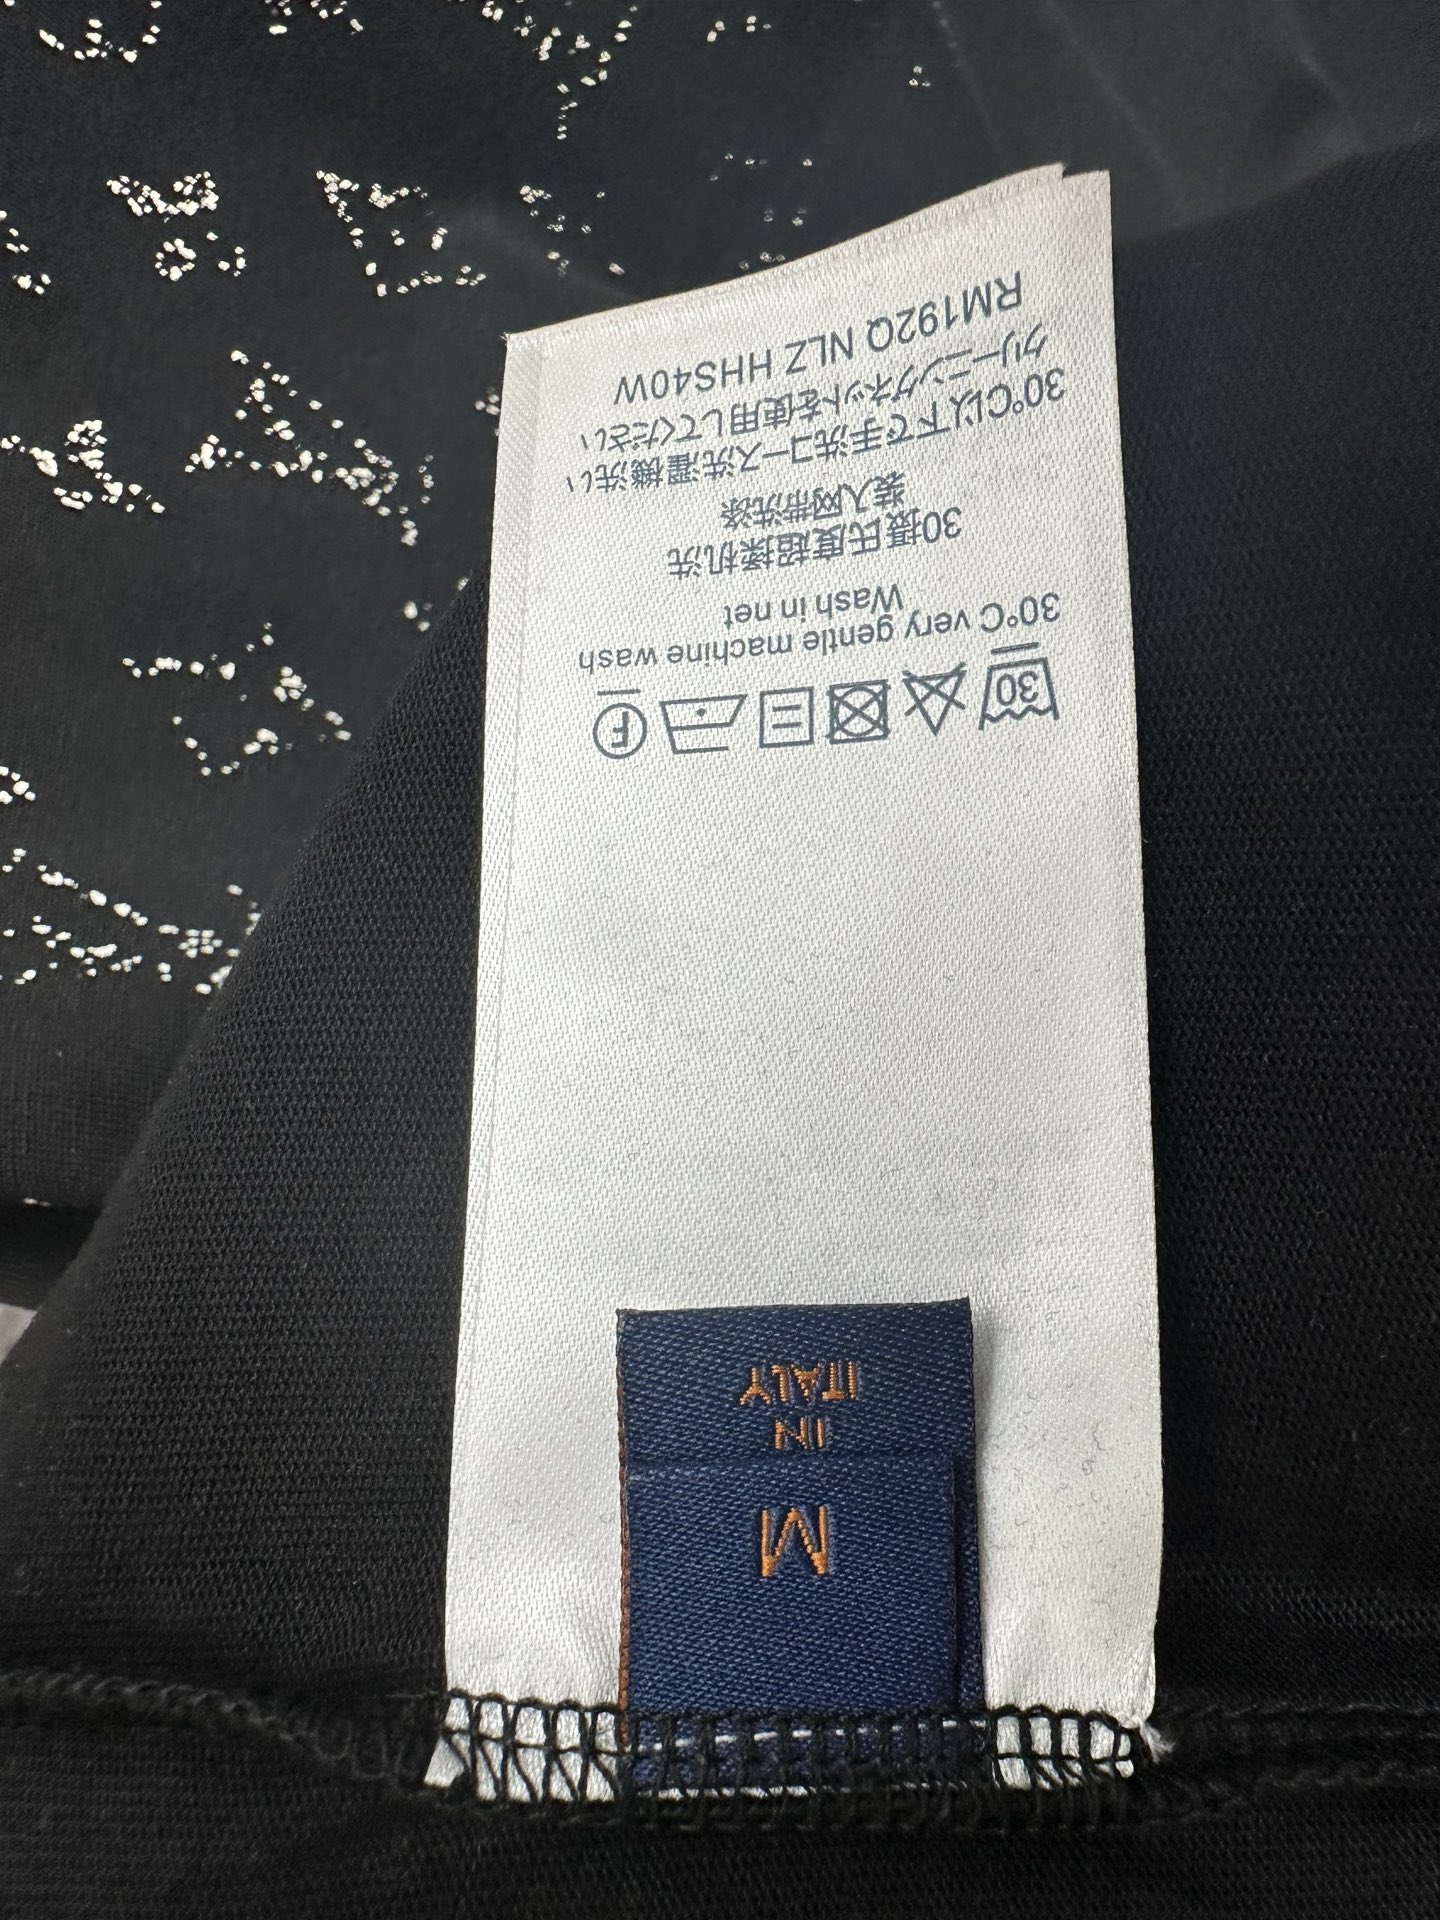 M
IN
ITALY
30 F
30°C very gentle machine wash
Wash in net
30摄氏度超揉机洗
装入网带洗涤
30°C以下で手洗コース洗濯機洗い
クリーニングネットを使用してください
RM192Q NLZ HHS40W